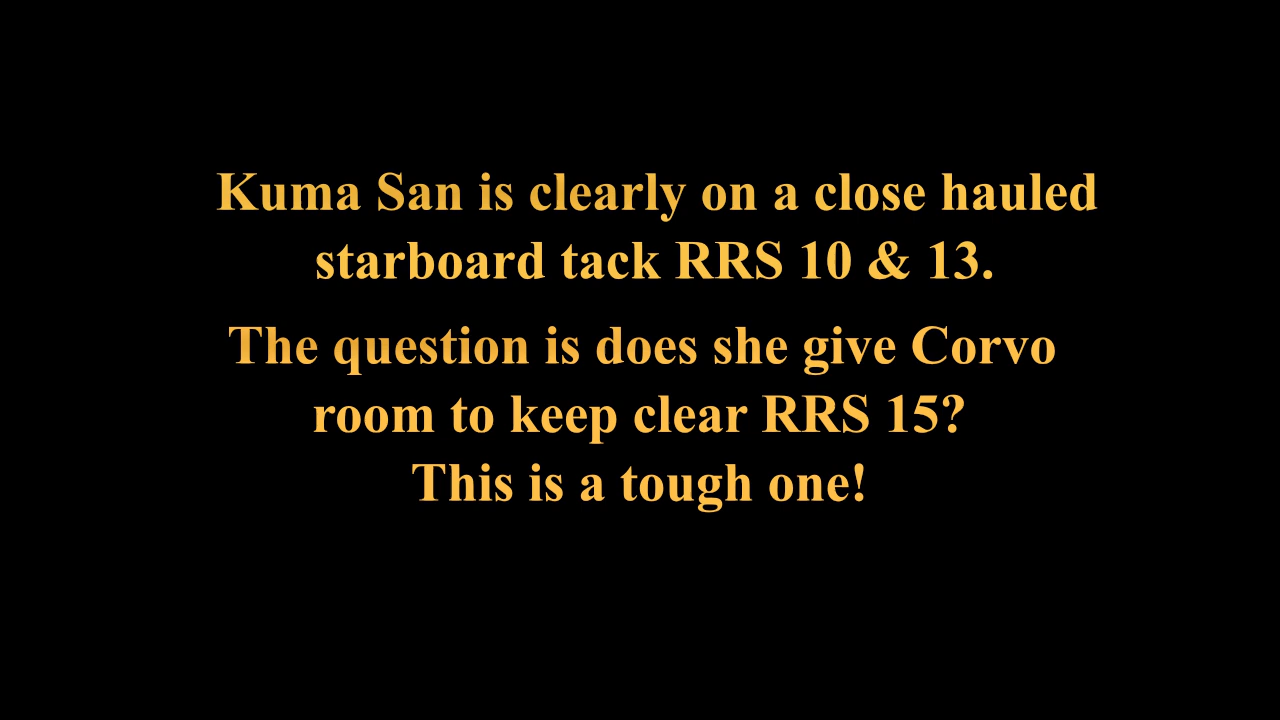 Kuma San is clearly on a close hauled
starboard tack RRS 10 & 13.
The question is does she give Corvo
room to keep clear RRS 15?
This is a tough one!